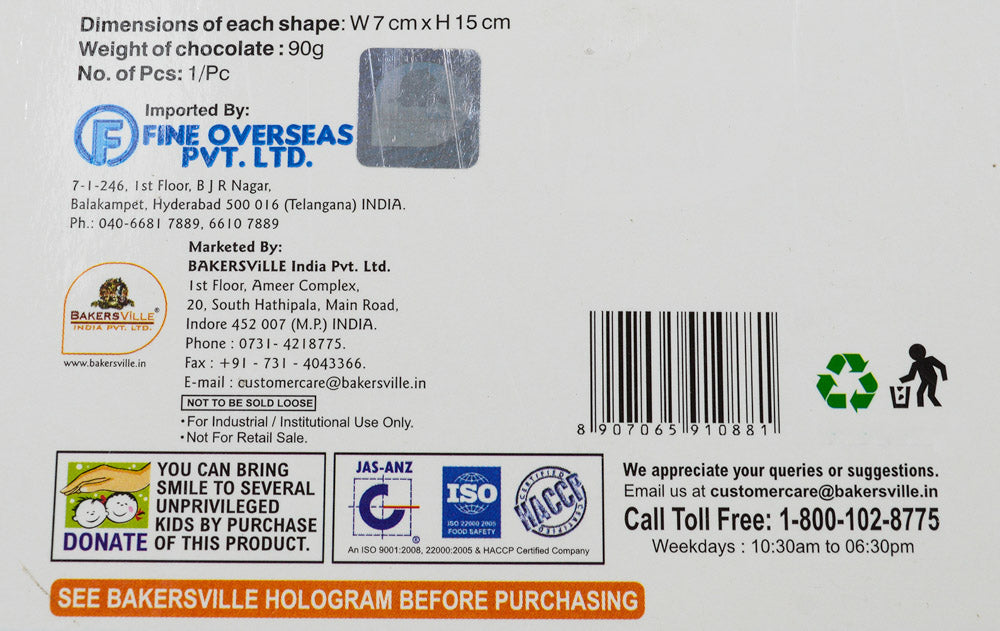 Dimensions of each shape: W 7 cm x H 15 cm
Weight of chocolate : 90g
No. of Pcs: 1/Pc
Imported By:
F FINE OVERSEAS
PVT. LTD.
7-1-246, 1st Floor, B J R Nagar,
Balakampet, Hyderabad 500 016 (Telangana) INDIA.
Ph.: 040-6681 7889, 6610 7889
Marketed By:
BAKERSViLLE India Pvt. Ltd.
1st Floor, Ameer Complex,
20, South Hathipala, Main Road,
Indore 452 007 (M.P.) INDIA.
Phone : 0731- 4218775.
Fax : +91 - 731 - 4043366.
E-mail : customercare@bakersville.in
BAKERSVILLE®
INDIA PVT. LTD.
www.bakersville.in
NOT TO BE SOLD LOOSE
•For Industrial / Institutional Use Only.
•Not For Retail Sale.
8 907065 910881
YOU CAN BRING
SMILE TO SEVERAL
UNPRIVILEGED
KIDS BY PURCHASE
OF THIS PRODUCT.
DONATE
JAS-ANZ
C
®
ISO
ISO 22000 2005
FOOD SAFETY
CERTIFIED
HACCP
CERTIFIED
An ISO 9001:2008, 22000:2005 & HACCP Certified Company
We appreciate your queries or suggestions.
Email us at customercare@bakersville.in
Call Toll Free: 1-800-102-8775
Weekdays : 10:30am to 06:30pm
SEE BAKERSVILLE HOLOGRAM BEFORE PURCHASING